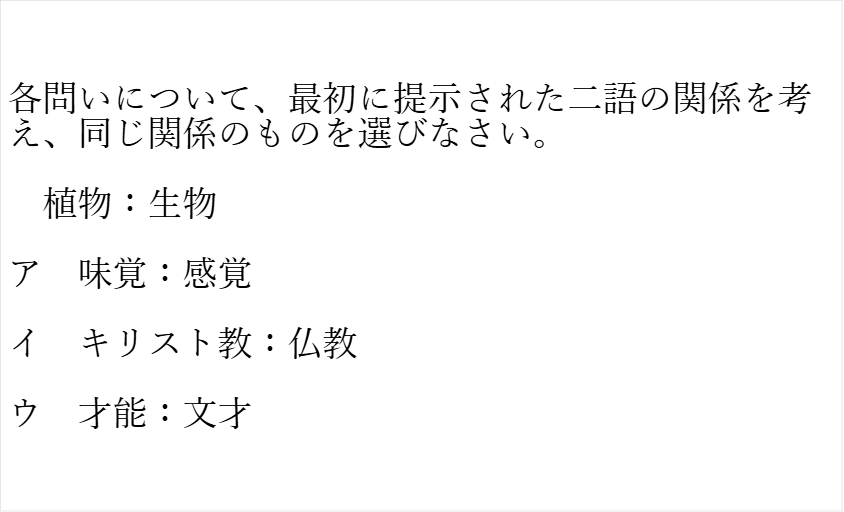 各問いについて、最初に提示された二語の関係を考
え、同じ関係のものを選びなさい。
　植物：生物
ア　味覚：感覚
イ　キリスト教：仏教
ウ　才能：文才